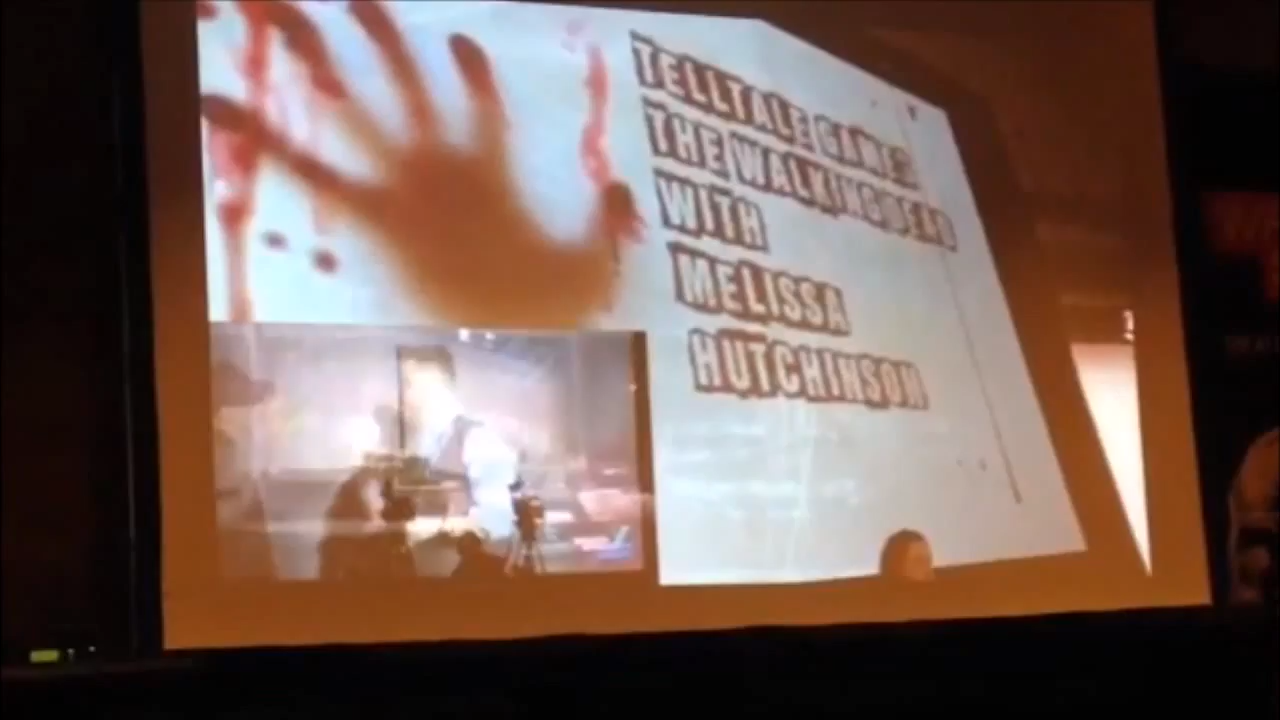 TELLTALE GAMES
THE WALKING DEAD
WITH
MELISSA
HUTCHINSON